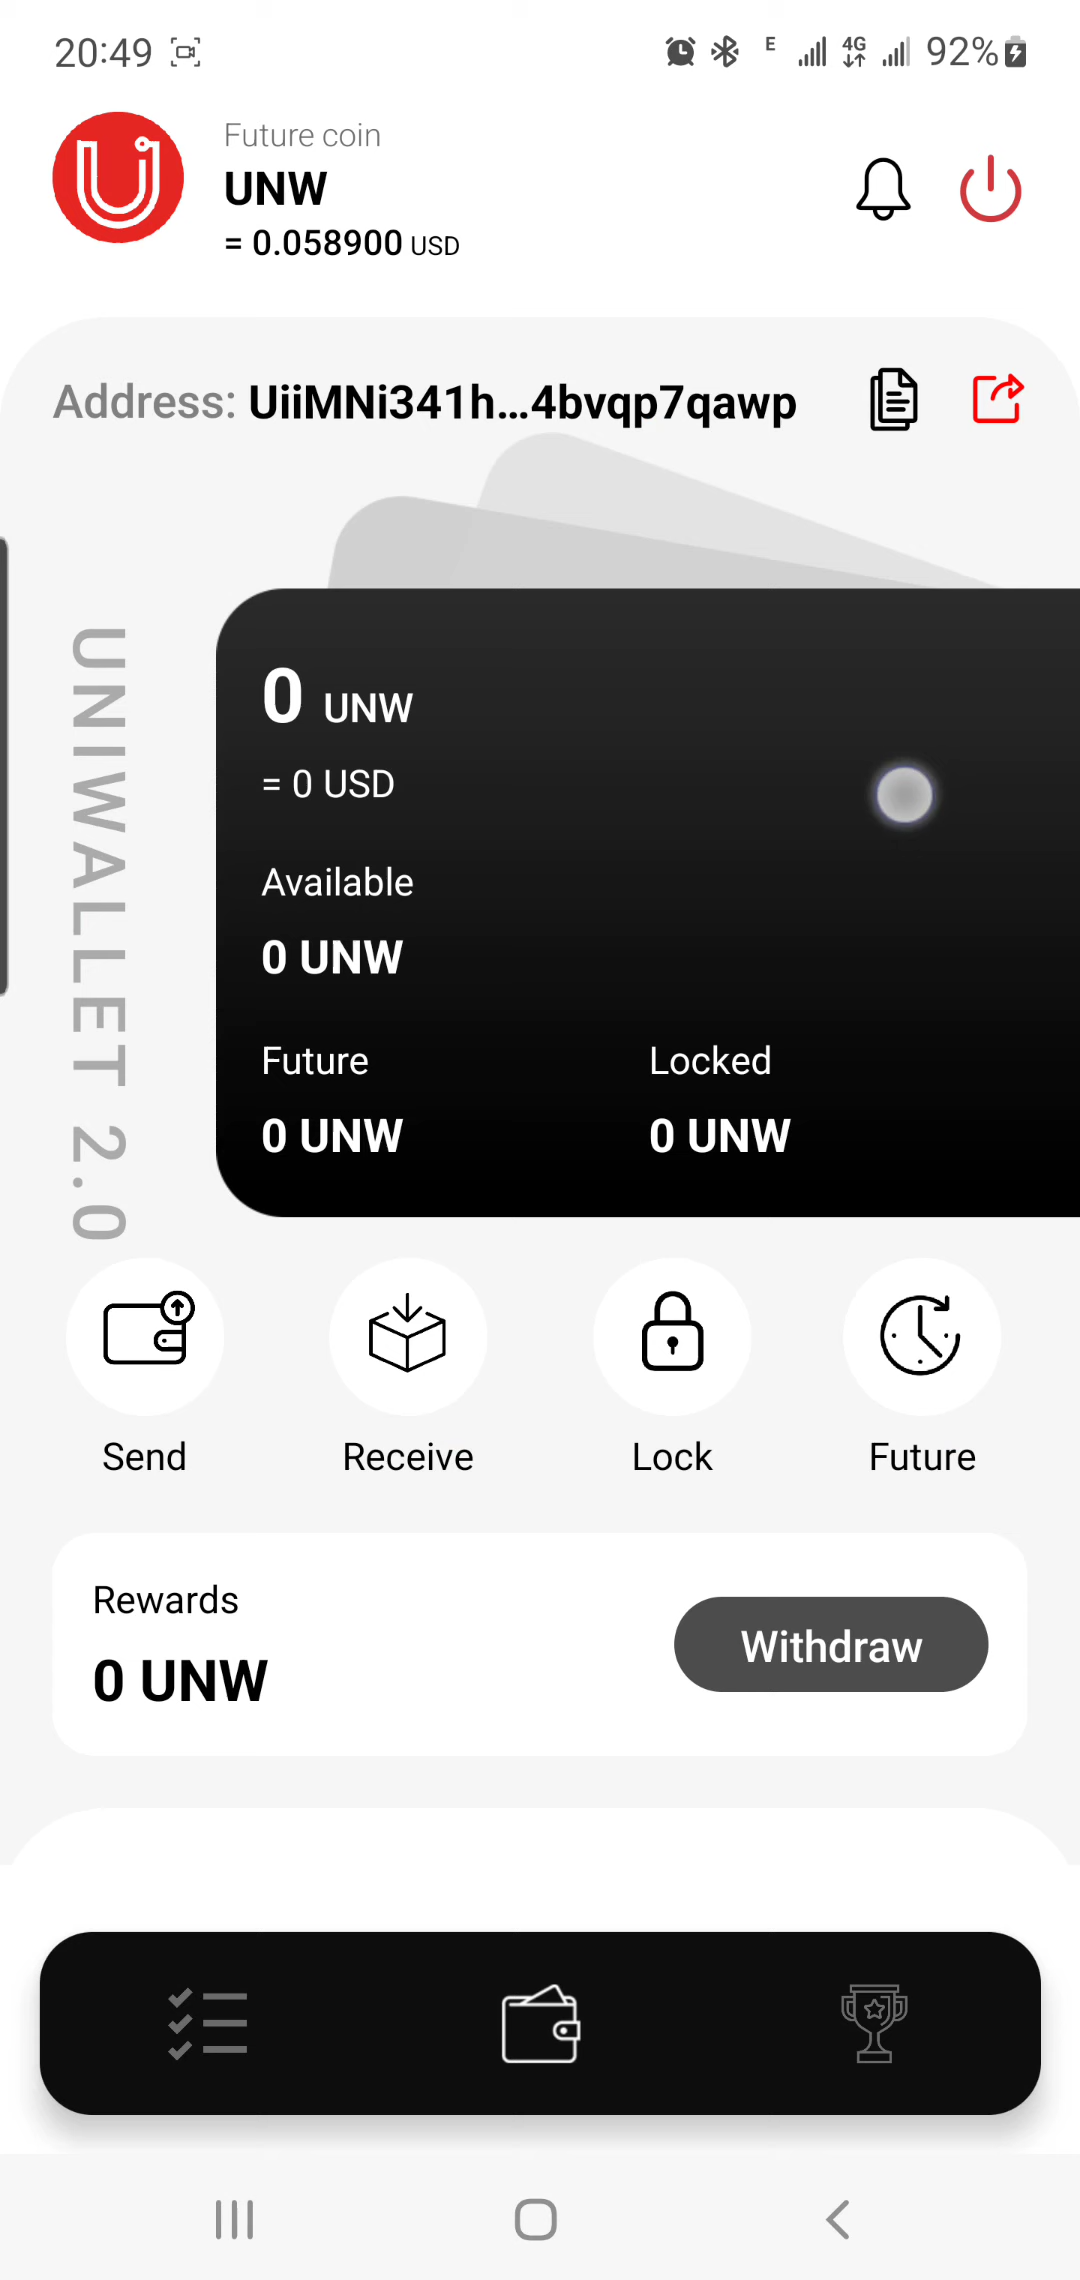 20:49
E 4G 92%
Future coin
UNW
= 0.058900 USD
Address: UiiMNi341h...4bvqp7qawp
UNIWALLET 2.0
0 UNW
= 0 USD
Available
0 UNW
Future Locked
0 UNW 0 UNW
Send Receive Lock Future
Rewards
0 UNW
Withdraw